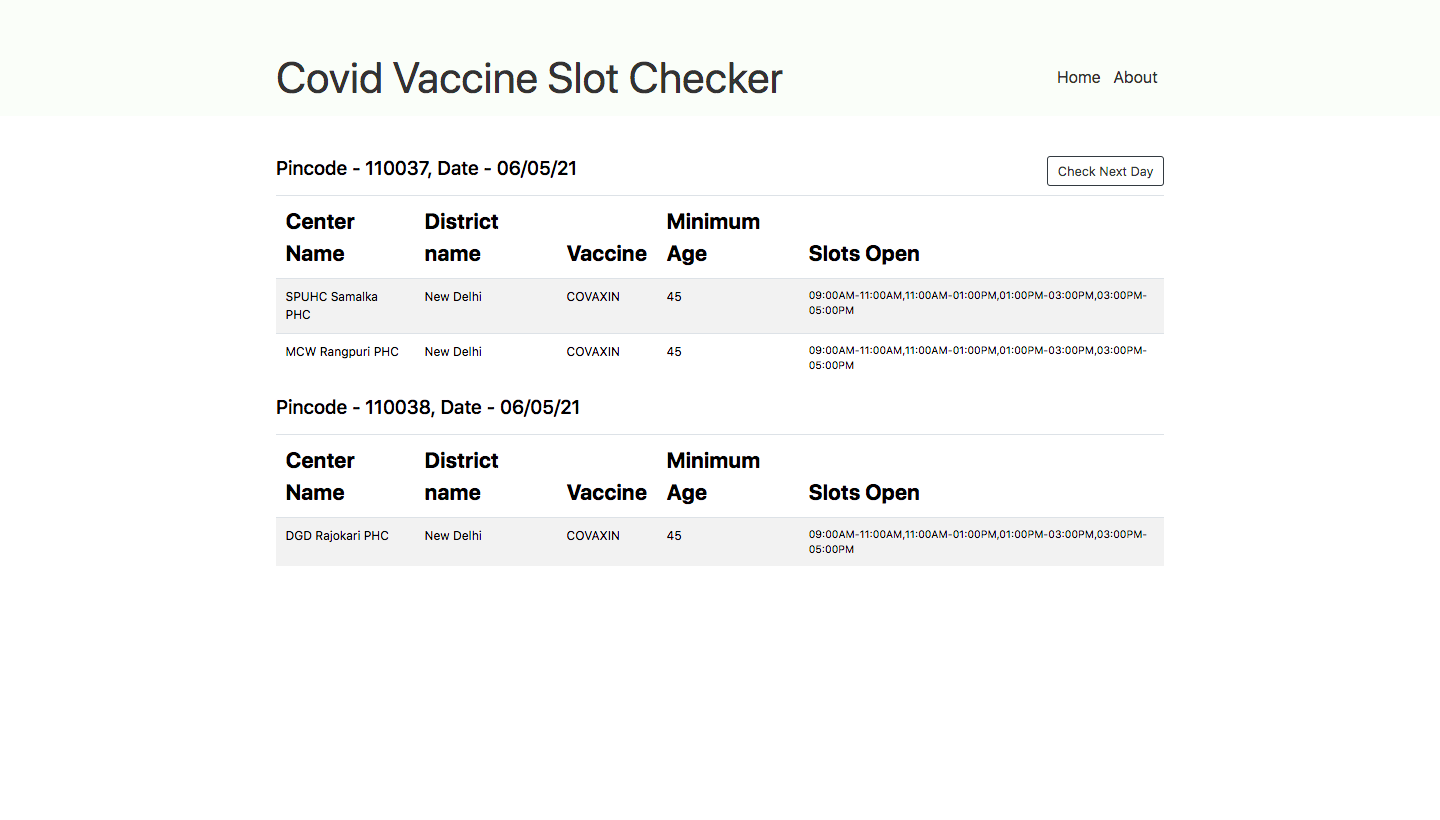 Covid Vaccine Slot Checker
Home About
Pincode - 110037, Date - 06/05/21
Check Next Day
Center Name District name Vaccine Minimum Age Slots Open
SPUHC Samalka PHC New Delhi COVAXIN 45 09:00AM-11:00AM,11:00AM-01:00PM,01:00PM-03:00PM,03:00PM-05:00PM
MCW Rangpuri PHC New Delhi COVAXIN 45 09:00AM-11:00AM,11:00AM-01:00PM,01:00PM-03:00PM,03:00PM-05:00PM
Pincode - 110038, Date - 06/05/21
Center Name District name Vaccine Minimum Age Slots Open
DGD Rajokari PHC New Delhi COVAXIN 45 09:00AM-11:00AM,11:00AM-01:00PM,01:00PM-03:00PM,03:00PM-05:00PM